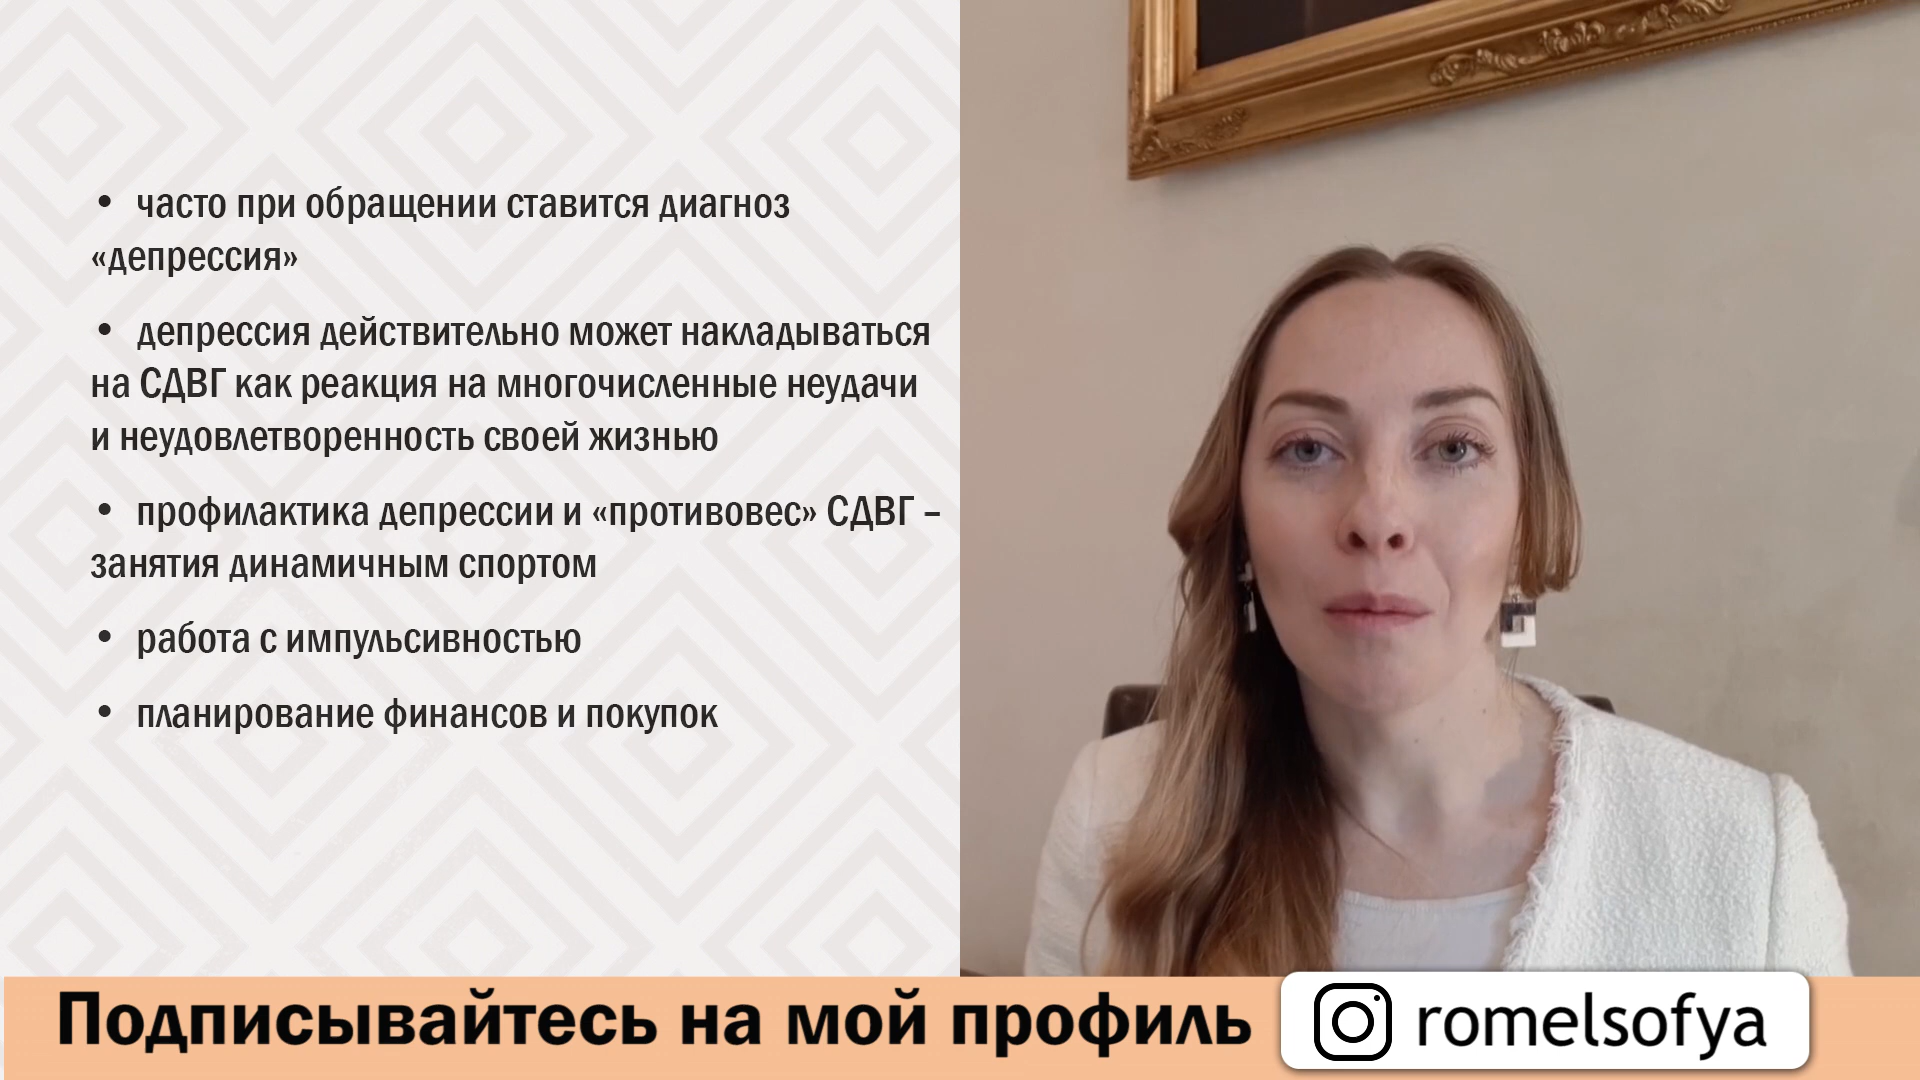 • часто при обращении ставится диагноз
«депрессия»
• депрессия действительно может накладываться
на СДВГ как реакция на многочисленные неудачи
и неудовлетворенность своей жизнью
• профилактика депрессии и «противовес» СДВГ –
занятия динамичным спортом
• работа с импульсивностью
• планирование финансов и покупок
Подписывайтесь на мой профиль
romelsofya